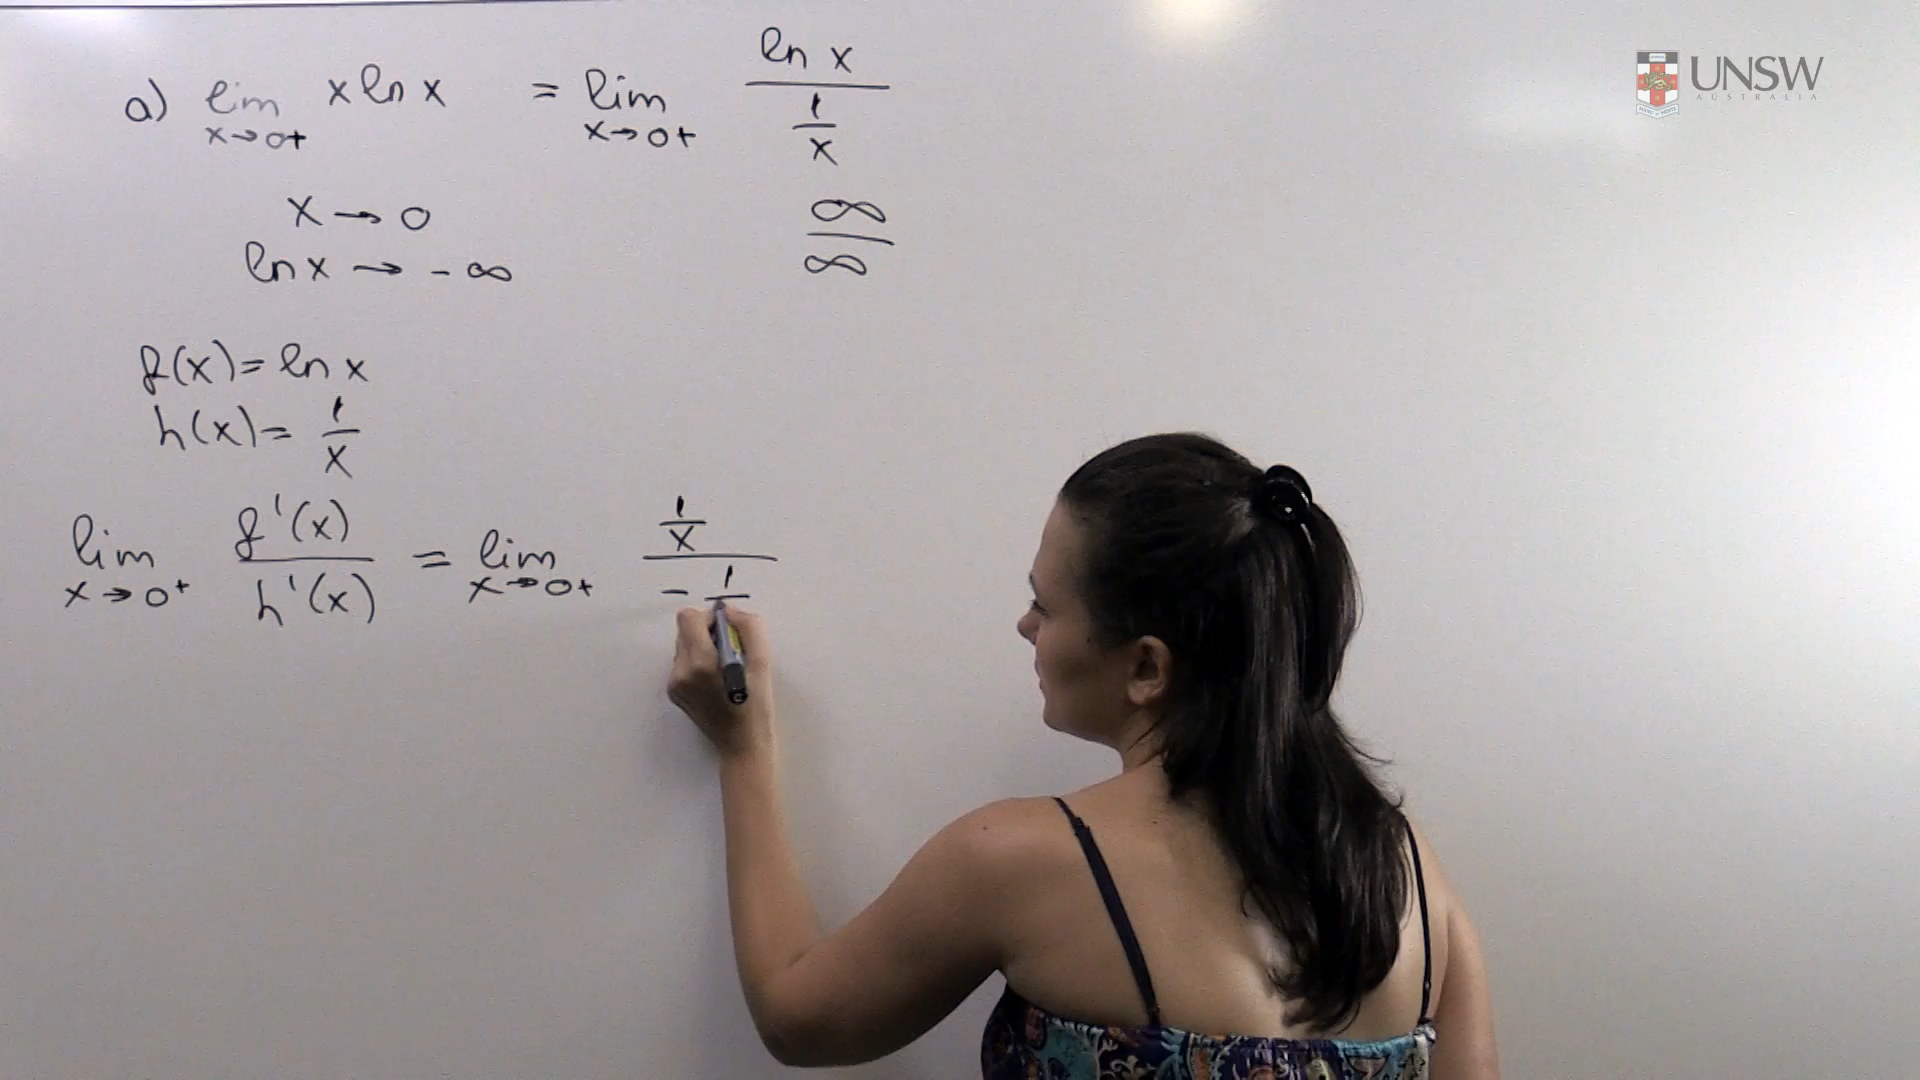 a) lim x→0+ x ln x = lim x→0+ ln x / (1/x)
x → 0
ln x → -∞
∞/∞
f(x) = ln x
h(x) = 1/x
lim x→0+ f'(x)/h'(x) = lim x→0+ (1/x) / (- 1/
UNSW
AUSTRALIA